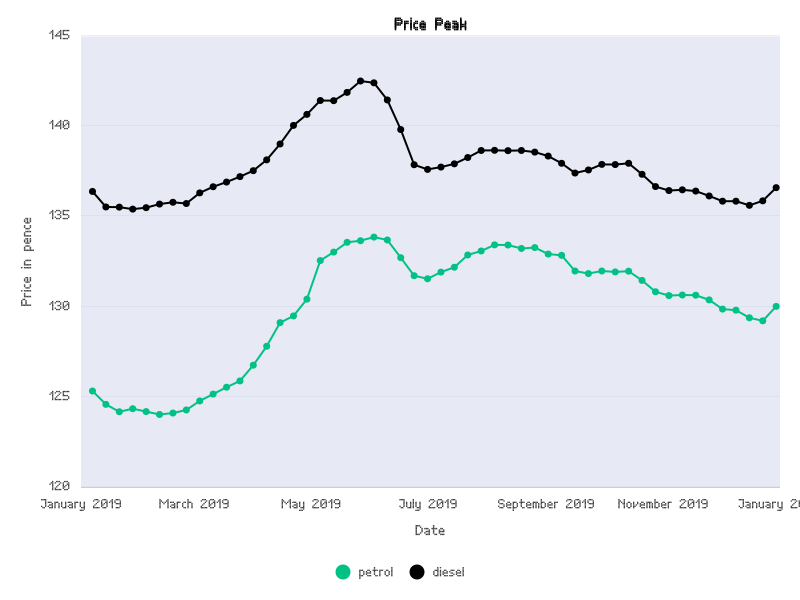 Price Peak
145
140
135
130
125
120
Price in pence
January 2019 March 2019 May 2019 July 2019 September 2019 November 2019 January 20
Date
petrol diesel